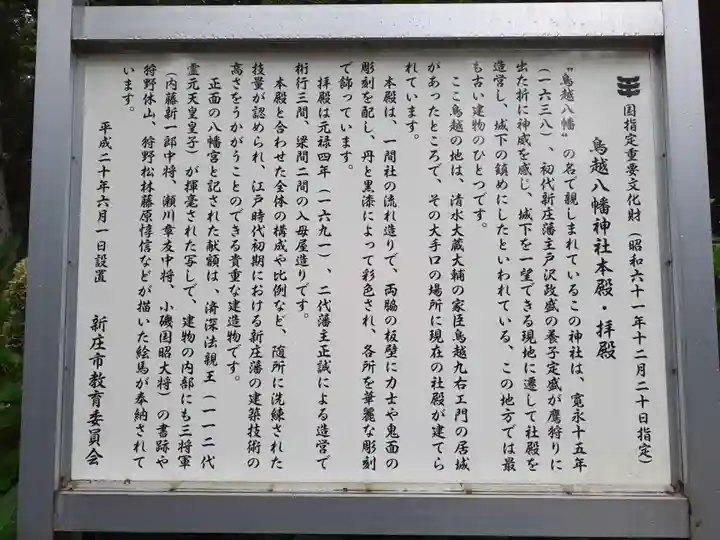 国指定重要文化財（昭和六十一年十二月二十日指定）
鳥越八幡神社本殿・拝殿
“鳥越八幡”の名で親しまれているこの神社は、寛永十五年
（一六三八）、初代新庄藩主戸沢政盛の養子定盛が鷹狩りに
出た折に神威を感じ、城下を一望できる現地に遷して社殿を
造営し、城下の鎮めにしたといわれている、この地方では最
も古い建物のひとつです。
ここ鳥越の地は、清水大蔵大輔の家臣鳥越九右エ門の居城
があったところで、その大手口の場所に現在の社殿が建てら
れています。
本殿は、一間社の流れ造りで、両脇の板壁に力士や鬼面の
彫刻を配し、丹と黒漆によって彩色され、各所を華麗な彫刻
で飾っています。
拝殿は元禄四年（一六九一）、二代藩主正誠による造営で
桁行三間、梁間二間の入母屋造りです。
本殿と合わせた全体の構成や比例など、随所に洗練された
技量が認められ、江戸時代初期における新庄藩の建築技術の
高さをうかがうことのできる貴重な建造物です。
正面の八幡宮と記された献額は、済深法親王（一一二代
霊元天皇皇子）が揮毫された写しで、建物の内部にも三将軍
（内藤新一郎中将、瀬川章友中将、小磯国昭大将）の書跡や
狩野休山、狩野松林藤原惇信などが描いた絵馬が奉納されて
います。
平成二十年六月一日設置
新庄市教育委員会